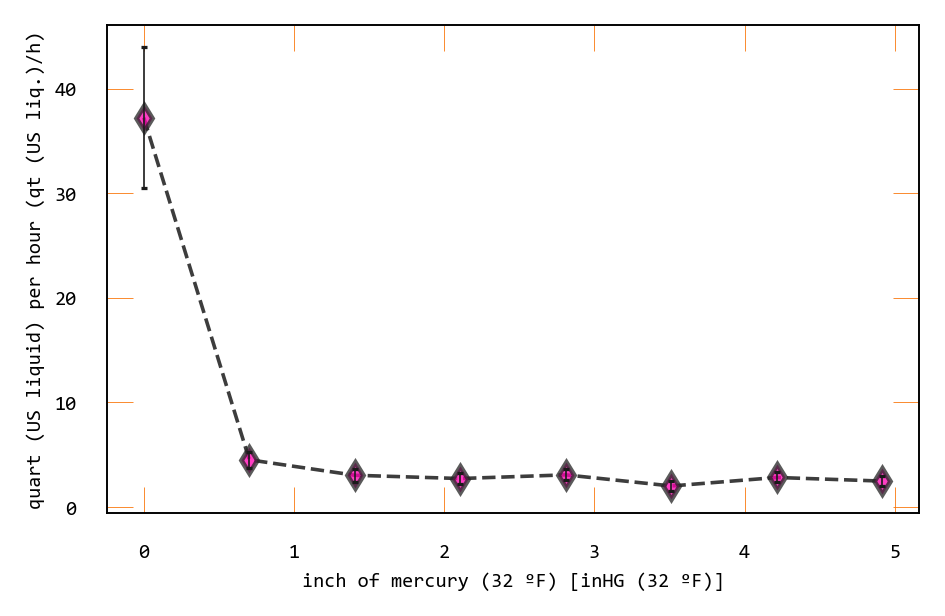 quart (US liquid) per hour (qt (US liq.)/h)
40
30
20
10
0
0 1 2 3 4 5
inch of mercury (32 ºF) [inHG (32 ºF)]